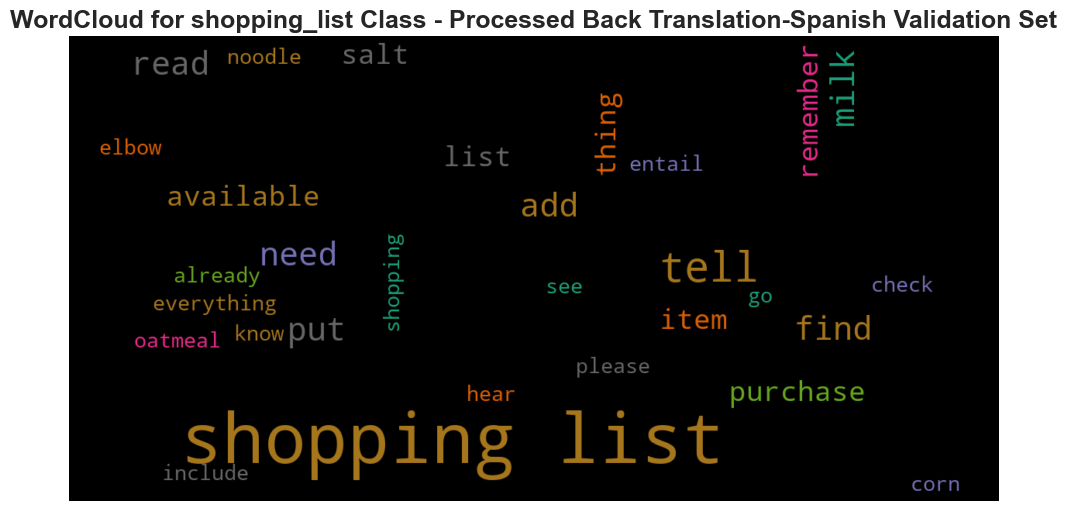 WordCloud for shopping_list Class - Processed Back Translation-Spanish Validation Set
read
noodle
salt
remember
milk
thing
elbow
list
entail
available
add
need
shopping
tell
already
see
go
check
everything
item
put
find
oatmeal
know
please
hear
purchase
shopping list
include
corn